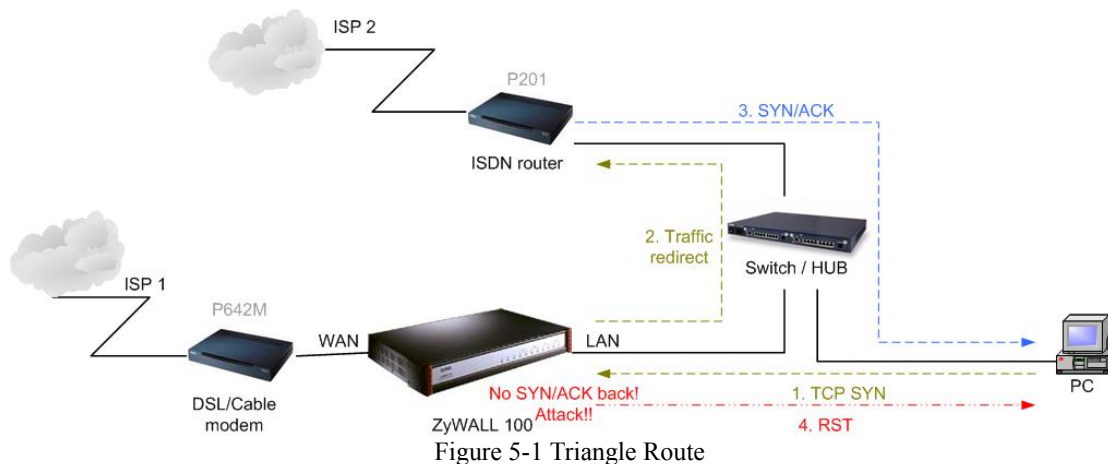 ISP 2
P201
3. SYN/ACK
ISDN router
2. Traffic
redirect
Switch / HUB
ISP 1
P642M
WAN
LAN
DSL/Cable
modem
ZyWALL 100
No SYN/ACK back!
Attack!!
1. TCP SYN
4. RST
PC
Figure 5-1 Triangle Route